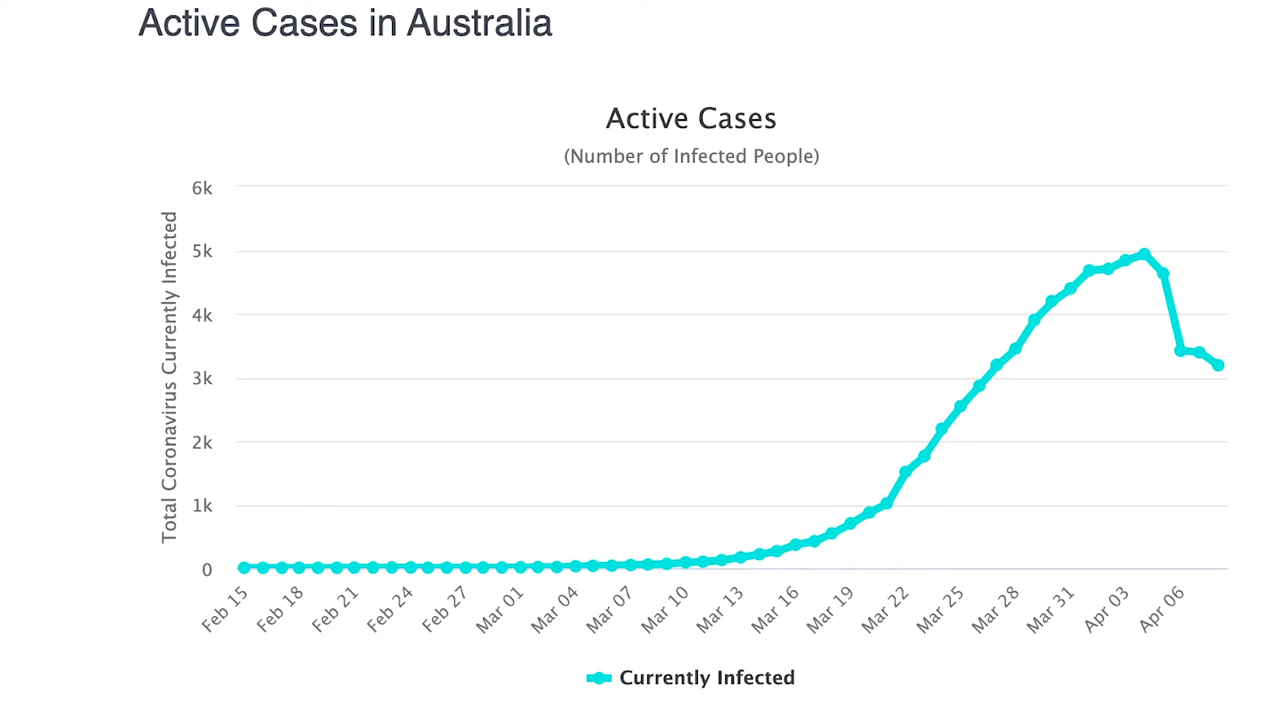 Active Cases in Australia
Active Cases
(Number of Infected People)
Total Coronavirus Currently Infected
6k
5k
4k
3k
2k
1k
0
Feb 15
Feb 18
Feb 21
Feb 24
Feb 27
Mar 01
Mar 04
Mar 07
Mar 10
Mar 13
Mar 16
Mar 19
Mar 22
Mar 25
Mar 28
Mar 31
Apr 03
Apr 06
Currently Infected